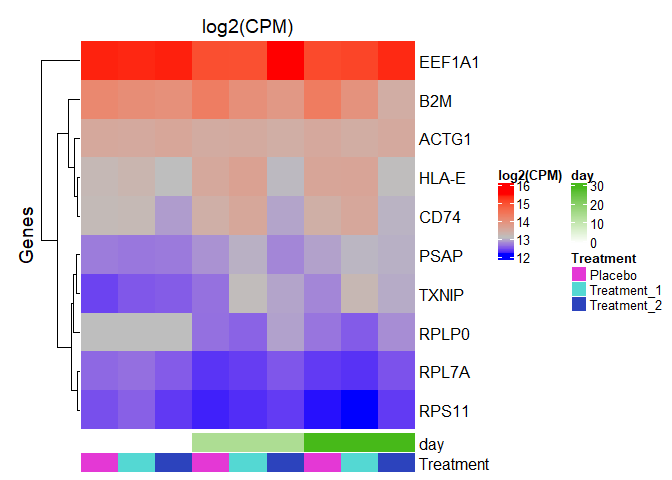 log2(CPM)
Genes
EEF1A1
B2M
ACTG1
HLA-E
CD74
PSAP
TXNIP
RPLP0
RPL7A
RPS11
day
Treatment
log2(CPM)
16
15
14
13
12
day
30
20
10
0
Treatment
Placebo
Treatment_1
Treatment_2